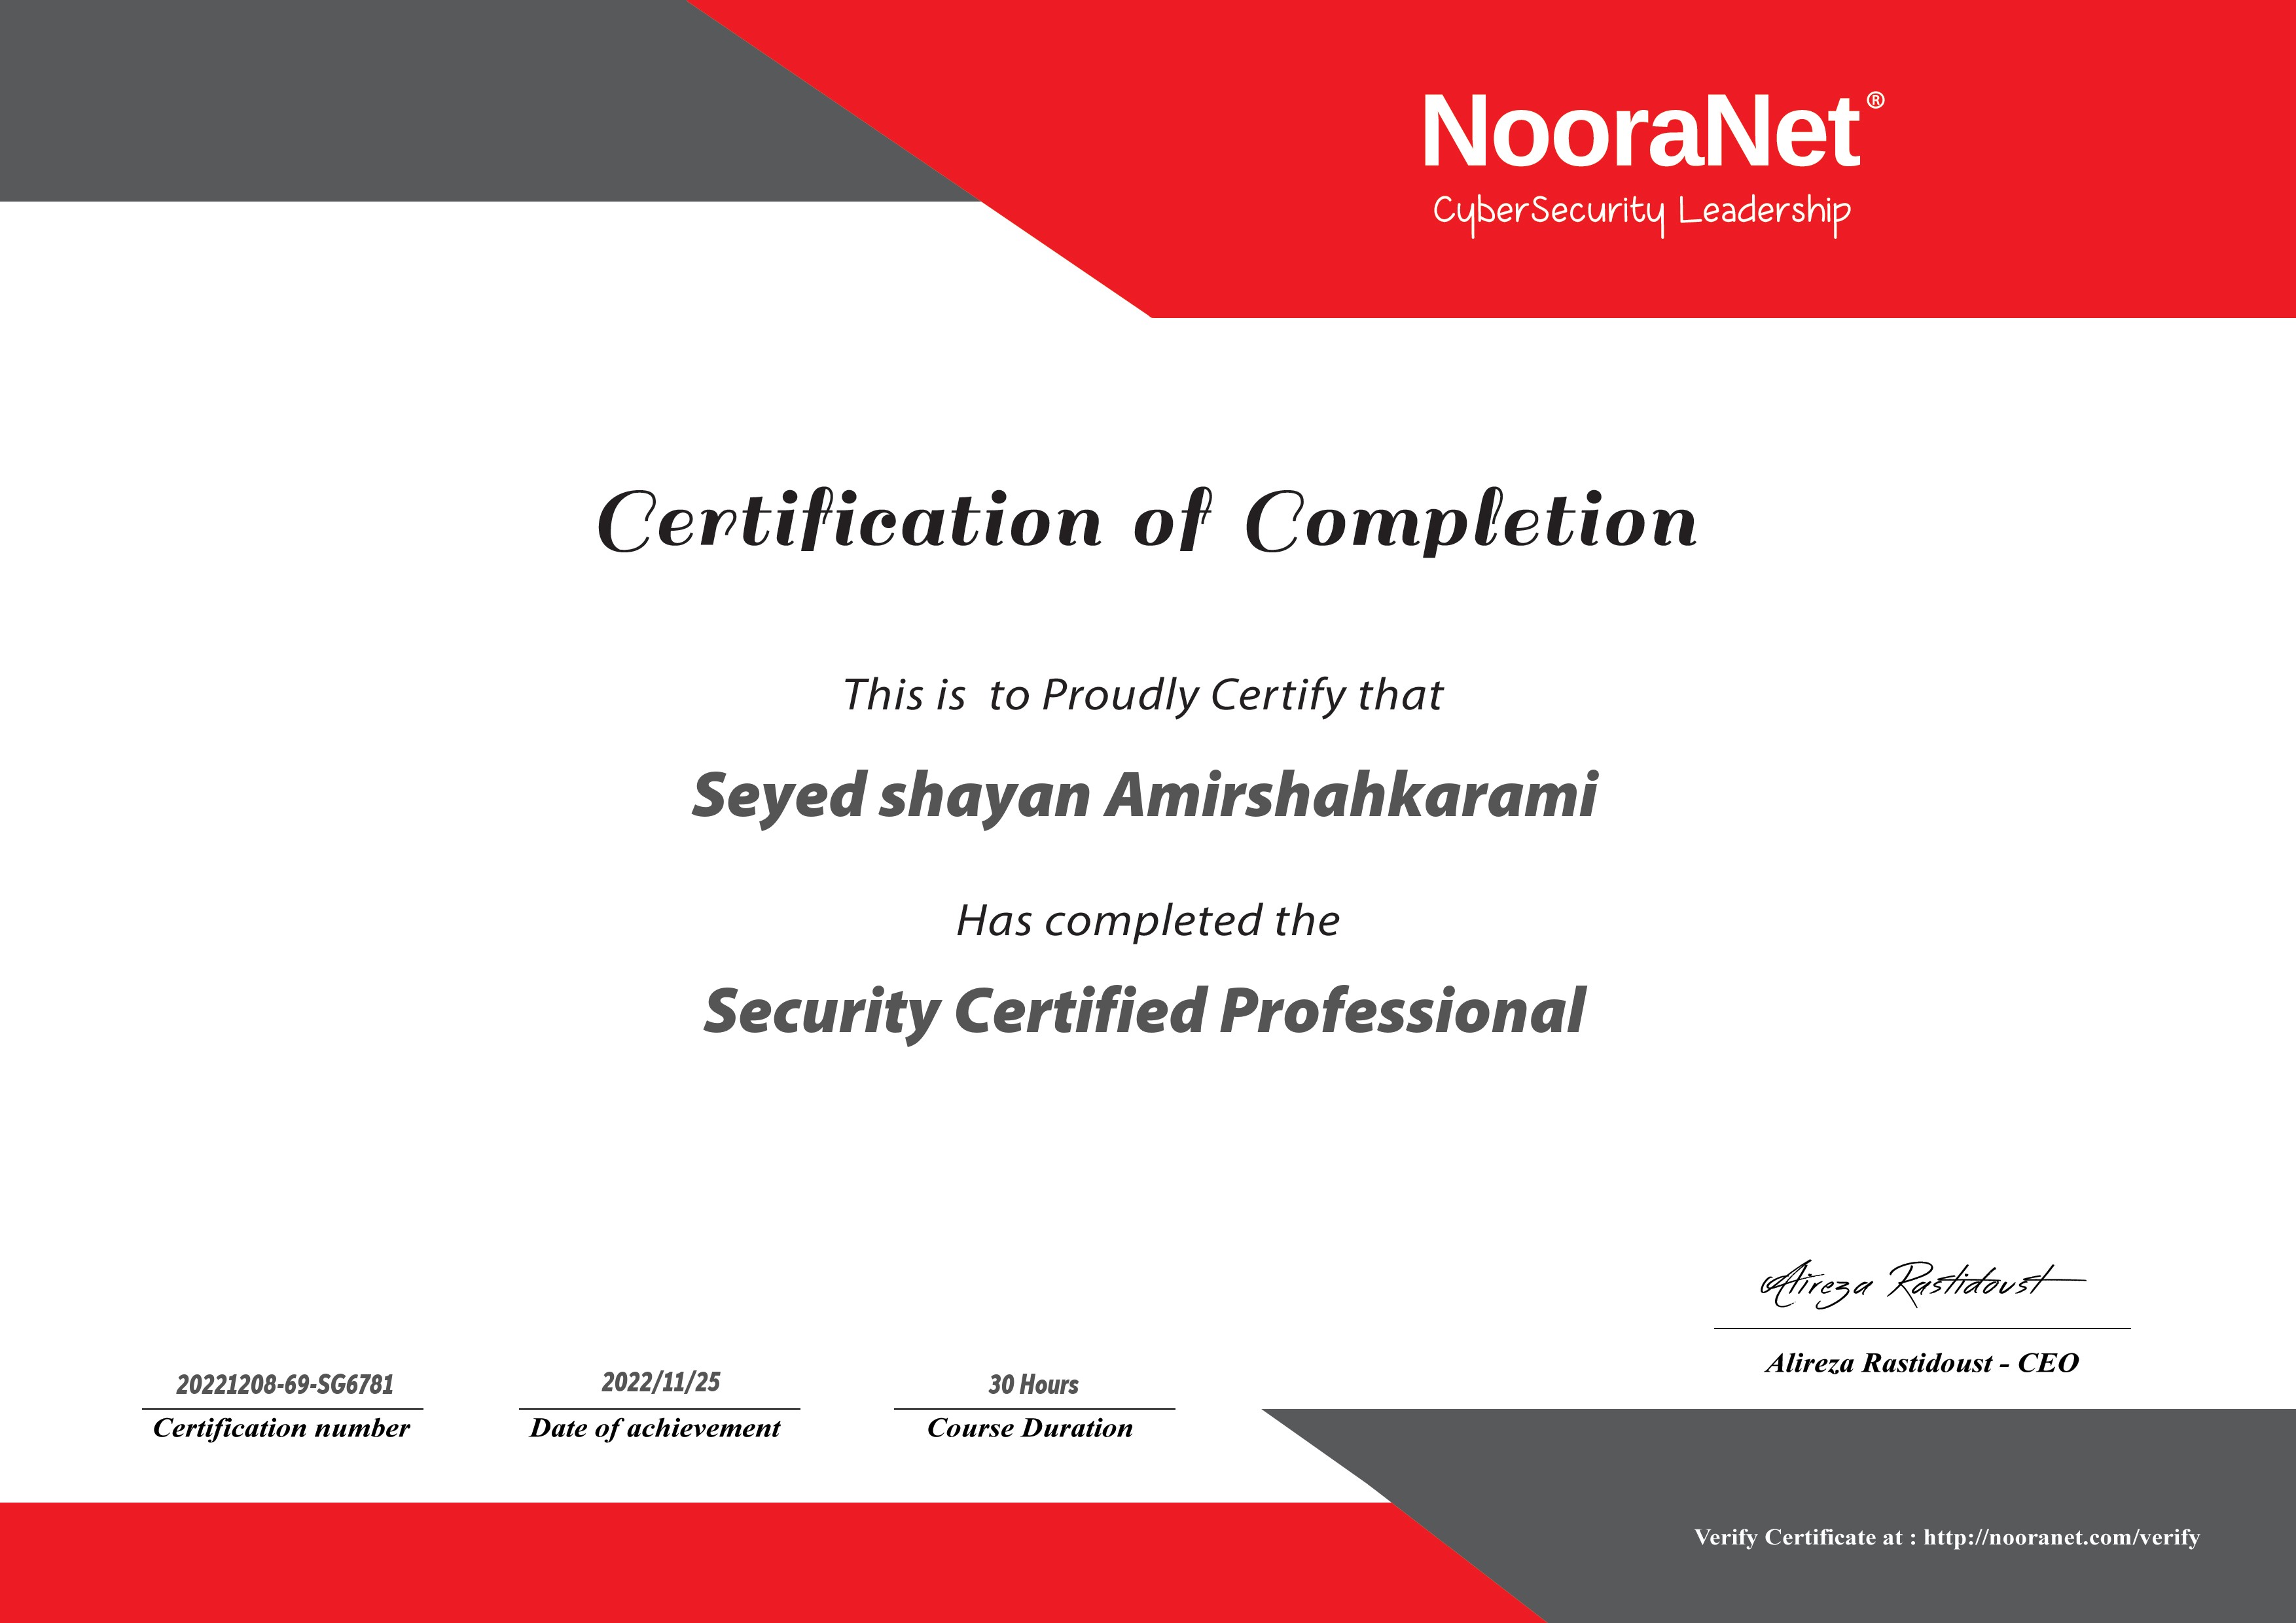 NooraNet®
CyberSecurity Leadership
Certification of Completion
This is to Proudly Certify that
Seyed shayan Amirshahkarami
Has completed the
Security Certified Professional
Alireza Rastidoust
Alireza Rastidoust - CEO
20221208-69-SG6781
Certification number
2022/11/25
Date of achievement
30 Hours
Course Duration
Verify Certificate at : http://nooranet.com/verify